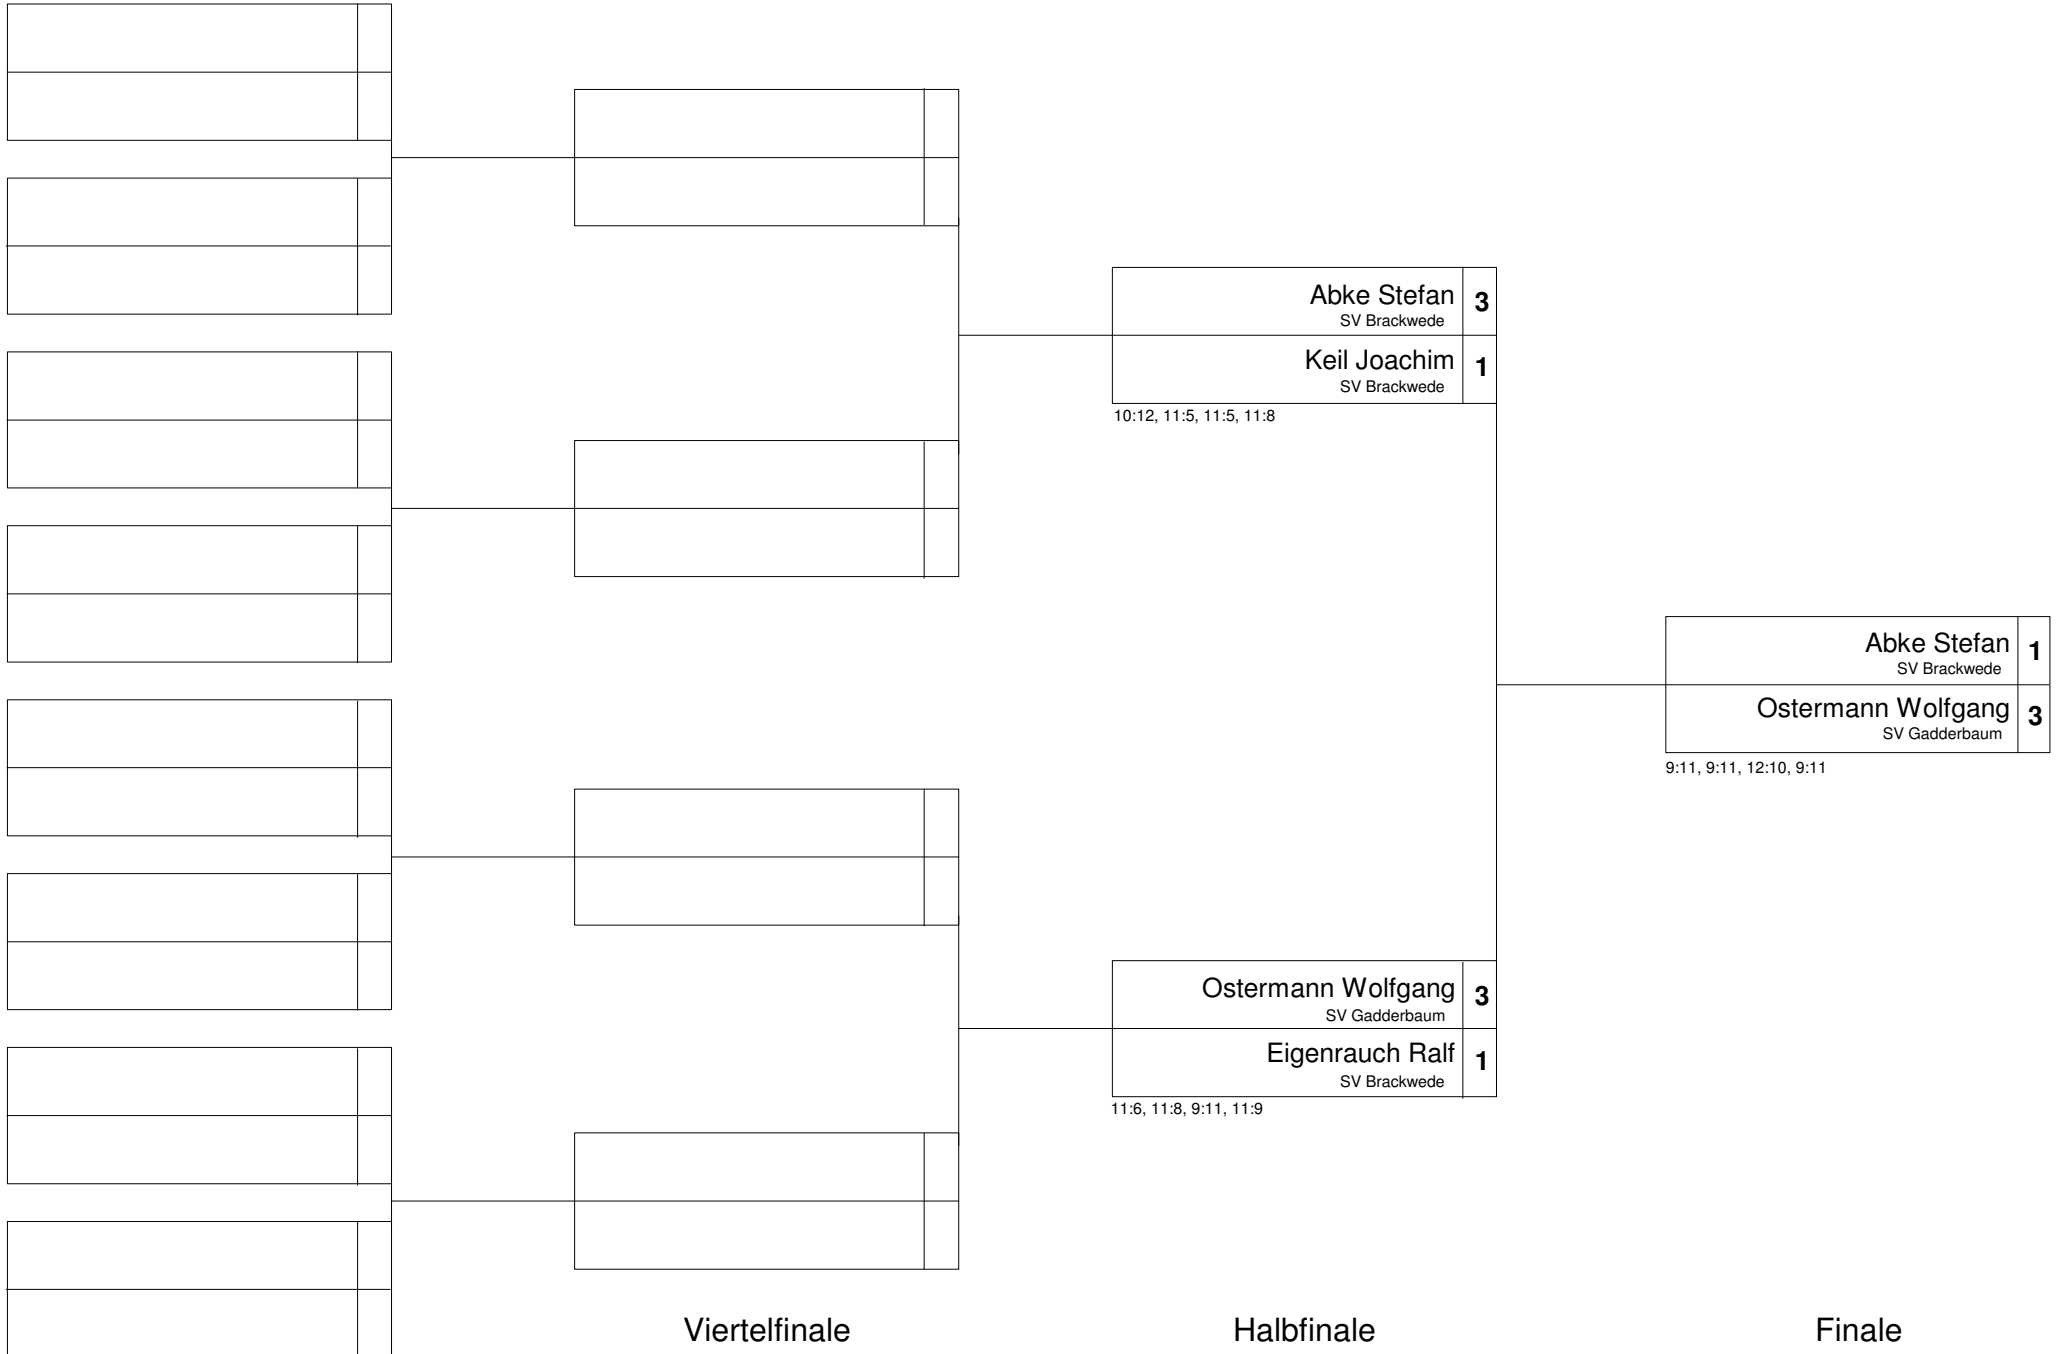 Abke Stefan 3
SV Brackwede
Keil Joachim 1
SV Brackwede
10:12, 11:5, 11:5, 11:8
Abke Stefan 1
SV Brackwede
Ostermann Wolfgang 3
SV Gadderbaum
9:11, 9:11, 12:10, 9:11
Ostermann Wolfgang 3
SV Gadderbaum
Eigenrauch Ralf 1
SV Brackwede
11:6, 11:8, 9:11, 11:9
Viertelfinale Halbfinale Finale